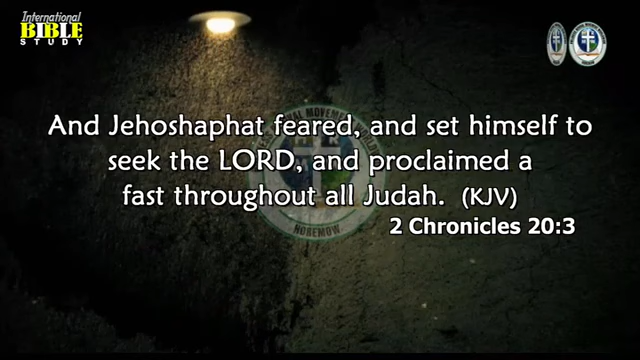 International
BIBLE
STUDY
And Jehoshaphat feared, and set himself to
seek the LORD, and proclaimed a
fast throughout all Judah. (KJV)
2 Chronicles 20:3
HOREMOW